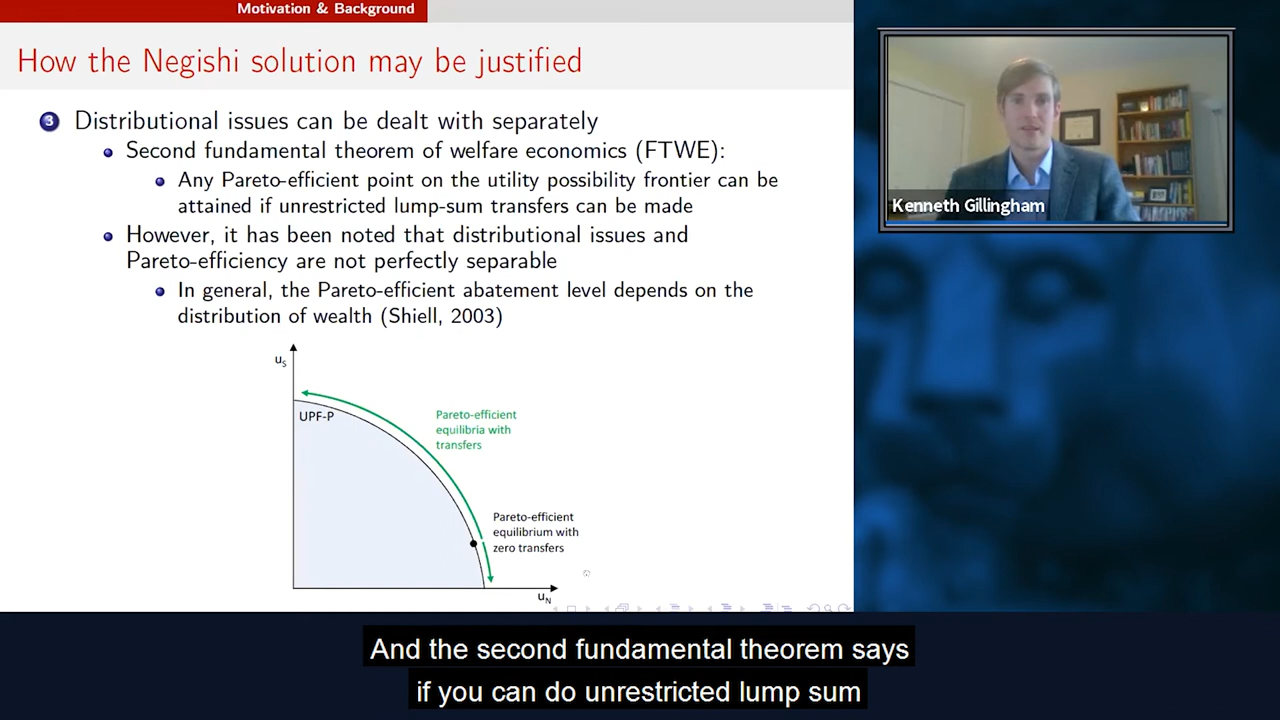 Motivation & Background
How the Negishi solution may be justified
3 Distributional issues can be dealt with separately
Second fundamental theorem of welfare economics (FTWE):
Any Pareto-efficient point on the utility possibility frontier can be
attained if unrestricted lump-sum transfers can be made
However, it has been noted that distributional issues and
Pareto-efficiency are not perfectly separable
In general, the Pareto-efficient abatement level depends on the
distribution of wealth (Shiell, 2003)
uS
UPF-P
Pareto-efficient
equilibria with
transfers
Pareto-efficient
equilibrium with
zero transfers
uN
Kenneth Gillingham
And the second fundamental theorem says
if you can do unrestricted lump sum